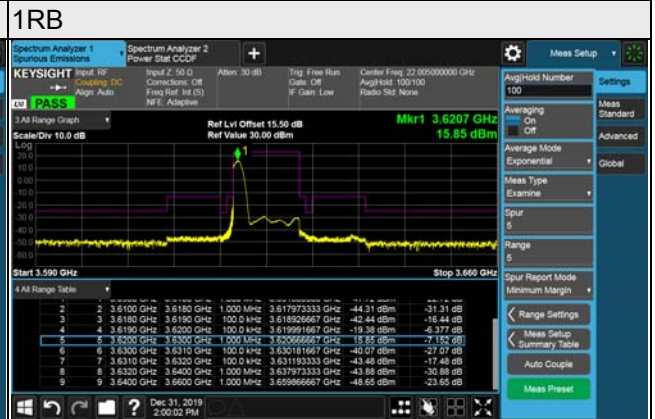 1RB
Spectrum Analyzer 1
Spurious Emissions
Spectrum Analyzer 2
Power Stat CCDF
+
Meas Setup
KEYSIGHT
Input: RF
Coupling: DC
Align: Auto
Input Z: 50 Ω
Corrections: Off
Freq Ref: Int (S)
NFE: Adaptive
Atten: 30 dB
Trig: Free Run
Gate: Off
IF Gain: Low
Center Freq: 22.005000000 GHz
Avg|Hold: 100/100
Radio Std: None
LVI PASS
3 All Range Graph
Scale/Div 10.0 dB
Ref Lvl Offset 15.50 dB
Ref Value 30.00 dBm
Mkr1 3.6207 GHz
15.85 dBm
Log
20.0
10.0
0.00
-10.0
-20.0
-30.0
-40.0
-50.0
-60.0
1
Start 3.590 GHz
Stop 3.660 GHz
4 All Range Table
2 2 3.6100 GHz 3.6180 GHz 1.000 MHz 3.617973333 GHz -44.31 dBm -31.31 dB
3 3 3.6180 GHz 3.6190 GHz 100.0 kHz 3.618926667 GHz -42.44 dBm -16.44 dB
4 4 3.6190 GHz 3.6200 GHz 100.0 kHz 3.619991667 GHz -19.38 dBm -6.377 dB
5 5 3.6200 GHz 3.6300 GHz 1.000 MHz 3.620666667 GHz 15.85 dBm -7.152 dB
6 6 3.6300 GHz 3.6310 GHz 100.0 kHz 3.630181667 GHz -40.07 dBm -27.07 dB
7 7 3.6310 GHz 3.6320 GHz 100.0 kHz 3.631193333 GHz -43.48 dBm -17.48 dB
8 8 3.6320 GHz 3.6400 GHz 1.000 MHz 3.637973333 GHz -43.88 dBm -30.88 dB
9 9 3.6400 GHz 3.6600 GHz 1.000 MHz 3.659866667 GHz -48.65 dBm -23.65 dB
Avg|Hold Number
100
Averaging
On
Off
Average Mode
Exponential
Meas Type
Examine
Spur
5
Range
5
Spur Report Mode
Minimum Margin
Range Settings
Meas Setup
Summary Table
Auto Couple
Meas Preset
Settings
Meas
Standard
Advanced
Global
?
Dec 31, 2019
2:00:02 PM